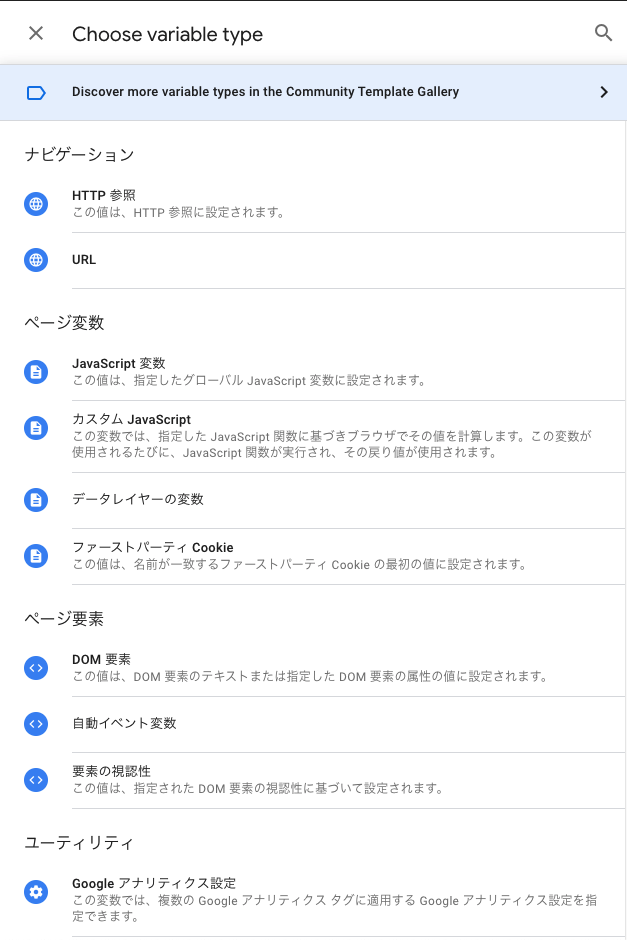 Choose variable type
Discover more variable types in the Community Template Gallery
ナビゲーション
HTTP 参照
この値は、HTTP 参照に設定されます。
URL
ページ変数
JavaScript 変数
この値は、指定したグローバル JavaScript 変数に設定されます。
カスタム JavaScript
この変数では、指定した JavaScript 関数に基づきブラウザでその値を計算します。この変数が
使用されるたびに、JavaScript 関数が実行され、その戻り値が使用されます。
データレイヤーの変数
ファーストパーティ Cookie
この値は、名前が一致するファーストパーティ Cookie の最初の値に設定されます。
ページ要素
DOM 要素
この値は、DOM 要素のテキストまたは指定した DOM 要素の属性の値に設定されます。
自動イベント変数
要素の視認性
この値は、指定された DOM 要素の視認性に基づいて設定されます。
ユーティリティ
Google アナリティクス設定
この変数では、複数の Google アナリティクス タグに適用する Google アナリティクス設定を指
定できます。